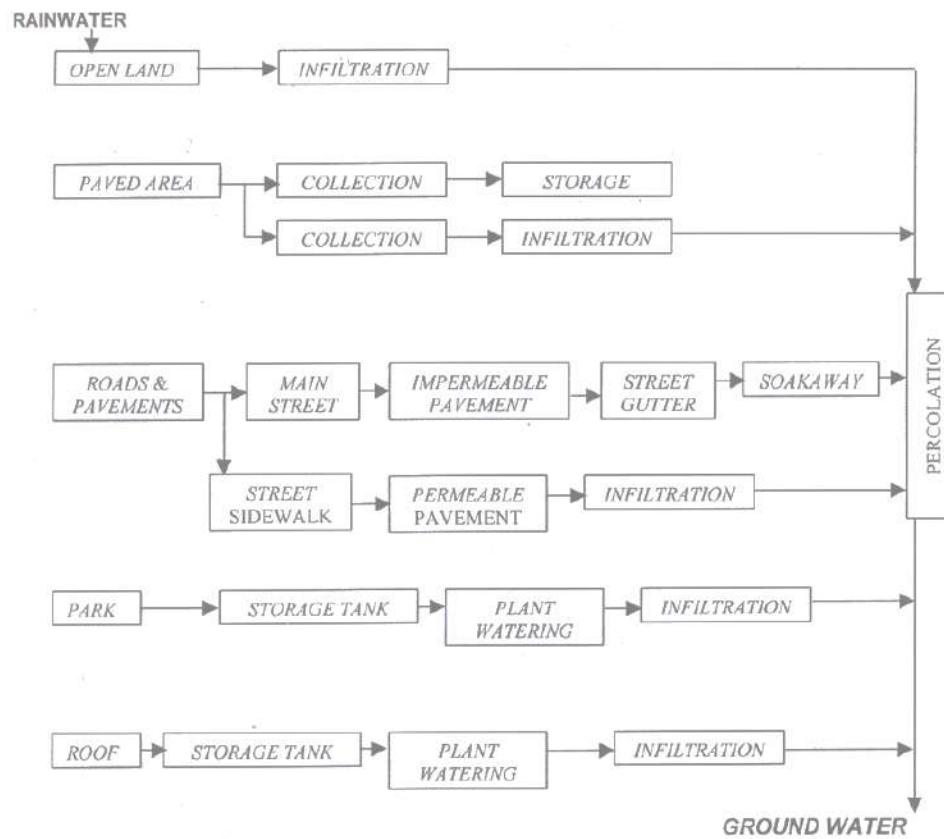 RAINWATER
OPEN LAND
INFILTRATION
PAVED AREA
COLLECTION
STORAGE
COLLECTION
INFILTRATION
ROADS &
PAVEMENTS
MAIN
STREET
IMPERMEABLE
PAVEMENT
STREET
GUTTER
SOAKAWAY
PERCOLATION
STREET
SIDEWALK
PERMEABLE
PAVEMENT
INFILTRATION
PARK
STORAGE TANK
PLANT
WATERING
INFILTRATION
ROOF
STORAGE TANK
PLANT
WATERING
INFILTRATION
GROUND WATER